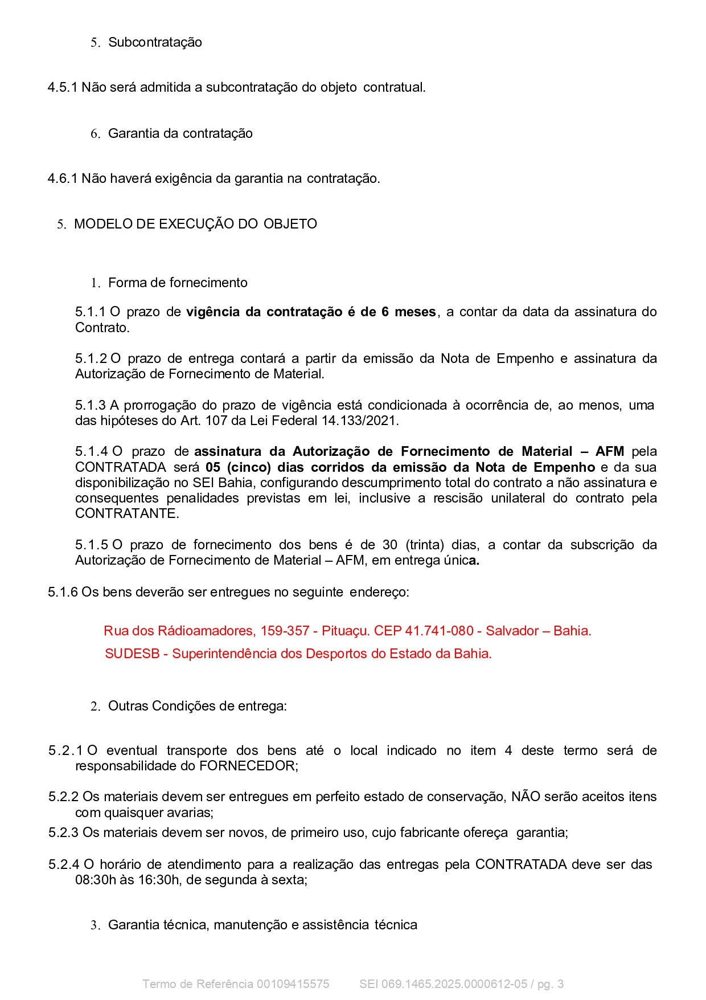 5. Subcontratação
4.5.1 Não será admitida a subcontratação do objeto contratual.
6. Garantia da contratação
4.6.1 Não haverá exigência da garantia na contratação.
5. MODELO DE EXECUÇÃO DO OBJETO
1. Forma de fornecimento
5.1.1 O prazo de vigência da contratação é de 6 meses, a contar da data da assinatura do
Contrato.
5.1.2 O prazo de entrega contará a partir da emissão da Nota de Empenho e assinatura da
Autorização de Fornecimento de Material.
5.1.3 A prorrogação do prazo de vigência está condicionada à ocorrência de, ao menos, uma
das hipóteses do Art. 107 da Lei Federal 14.133/2021.
5.1.4 O prazo de assinatura da Autorização de Fornecimento de Material – AFM pela
CONTRATADA será 05 (cinco) dias corridos da emissão da Nota de Empenho e da sua
disponibilização no SEI Bahia, configurando descumprimento total do contrato a não assinatura e
consequentes penalidades previstas em lei, inclusive a rescisão unilateral do contrato pela
CONTRATANTE.
5.1.5 O prazo de fornecimento dos bens é de 30 (trinta) dias, a contar da subscrição da
Autorização de Fornecimento de Material – AFM, em entrega única.
5.1.6 Os bens deverão ser entregues no seguinte endereço:
Rua dos Rádioamadores, 159-357 - Pituaçu. CEP 41.741-080 - Salvador – Bahia.
SUDESB - Superintendência dos Desportos do Estado da Bahia.
2. Outras Condições de entrega:
5.2.1 O eventual transporte dos bens até o local indicado no item 4 deste termo será de
responsabilidade do FORNECEDOR;
5.2.2 Os materiais devem ser entregues em perfeito estado de conservação, NÃO serão aceitos itens
com quaisquer avarias;
5.2.3 Os materiais devem ser novos, de primeiro uso, cujo fabricante ofereça garantia;
5.2.4 O horário de atendimento para a realização das entregas pela CONTRATADA deve ser das
08:30h às 16:30h, de segunda à sexta;
3. Garantia técnica, manutenção e assistência técnica
Termo de Referência 00109415575 SEI 069.1465.2025.0000612-05 / pg. 3